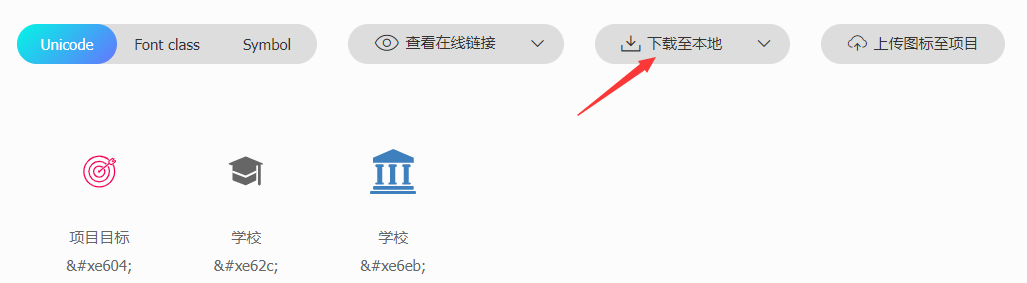 Unicode Font class Symbol 查看在线链接 下载至本地 上传图标至项目
项目目标 学校 学校
&#xe604; &#xe62c; &#xe6eb;